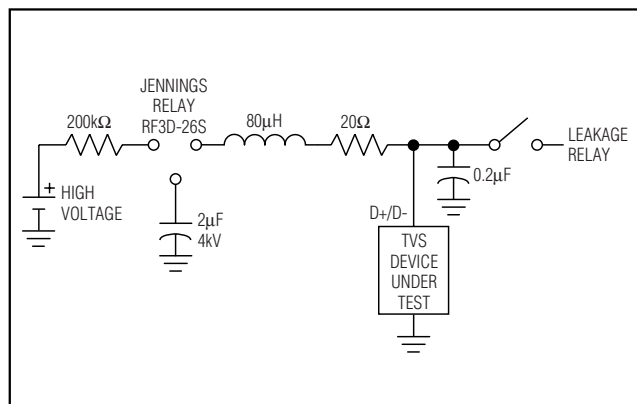 JENNINGS
RELAY
RF3D-26S
200kΩ
80μH
20Ω
LEAKAGE
RELAY
+
HIGH
VOLTAGE
2μF
4kV
0.2μF
D+/D-
TVS
DEVICE
UNDER
TEST